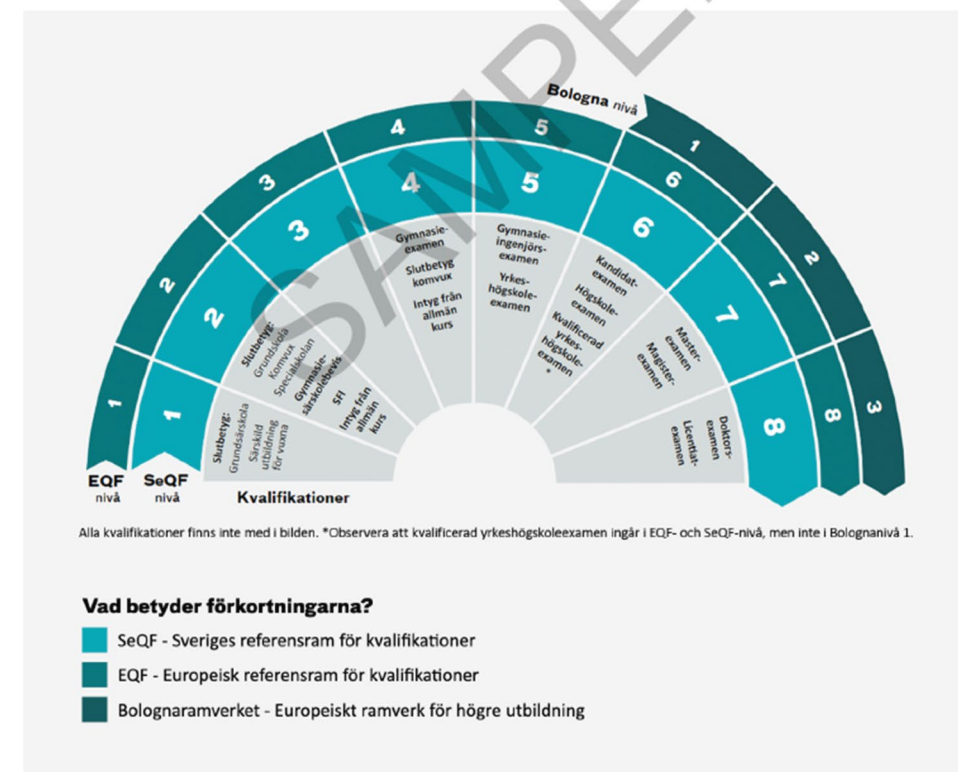 SAMPE
Bologna nivå
1
2
3
4
5
6
7
8
1
2
3
1
2
3
4
5
6
7
8
Slutbetyg:
Grundsärskola
Särskild
utbildning
för vuxna
Slutbetyg:
Grundskola
Komvux
Specialskolan
Gymnasie-
särskolebevis
SFI
Intyg från
allmän
kurs
Gymnasie-
examen
Slutbetyg
komvux
Intyg från
allmän
kurs
Gymnasie-
ingenjörs-
examen
Yrkes-
högskole-
examen
Kandidat-
examen
Högskole-
examen
Kvalificerad
yrkes-
högskole-
examen
*
Master-
examen
Magister-
examen
Doktors-
examen
Licentiat-
examen
EQF
nivå
SeQF
nivå
Kvalifikationer
Alla kvalifikationer finns inte med i bilden. *Observera att kvalificerad yrkeshögskoleexamen ingår i EQF- och SeQF-nivå, men inte i Bolognanivå 1.
Vad betyder förkortningarna?
SeQF - Sveriges referensram för kvalifikationer
EQF - Europeisk referensram för kvalifikationer
Bolognaramverket - Europeiskt ramverk för högre utbildning